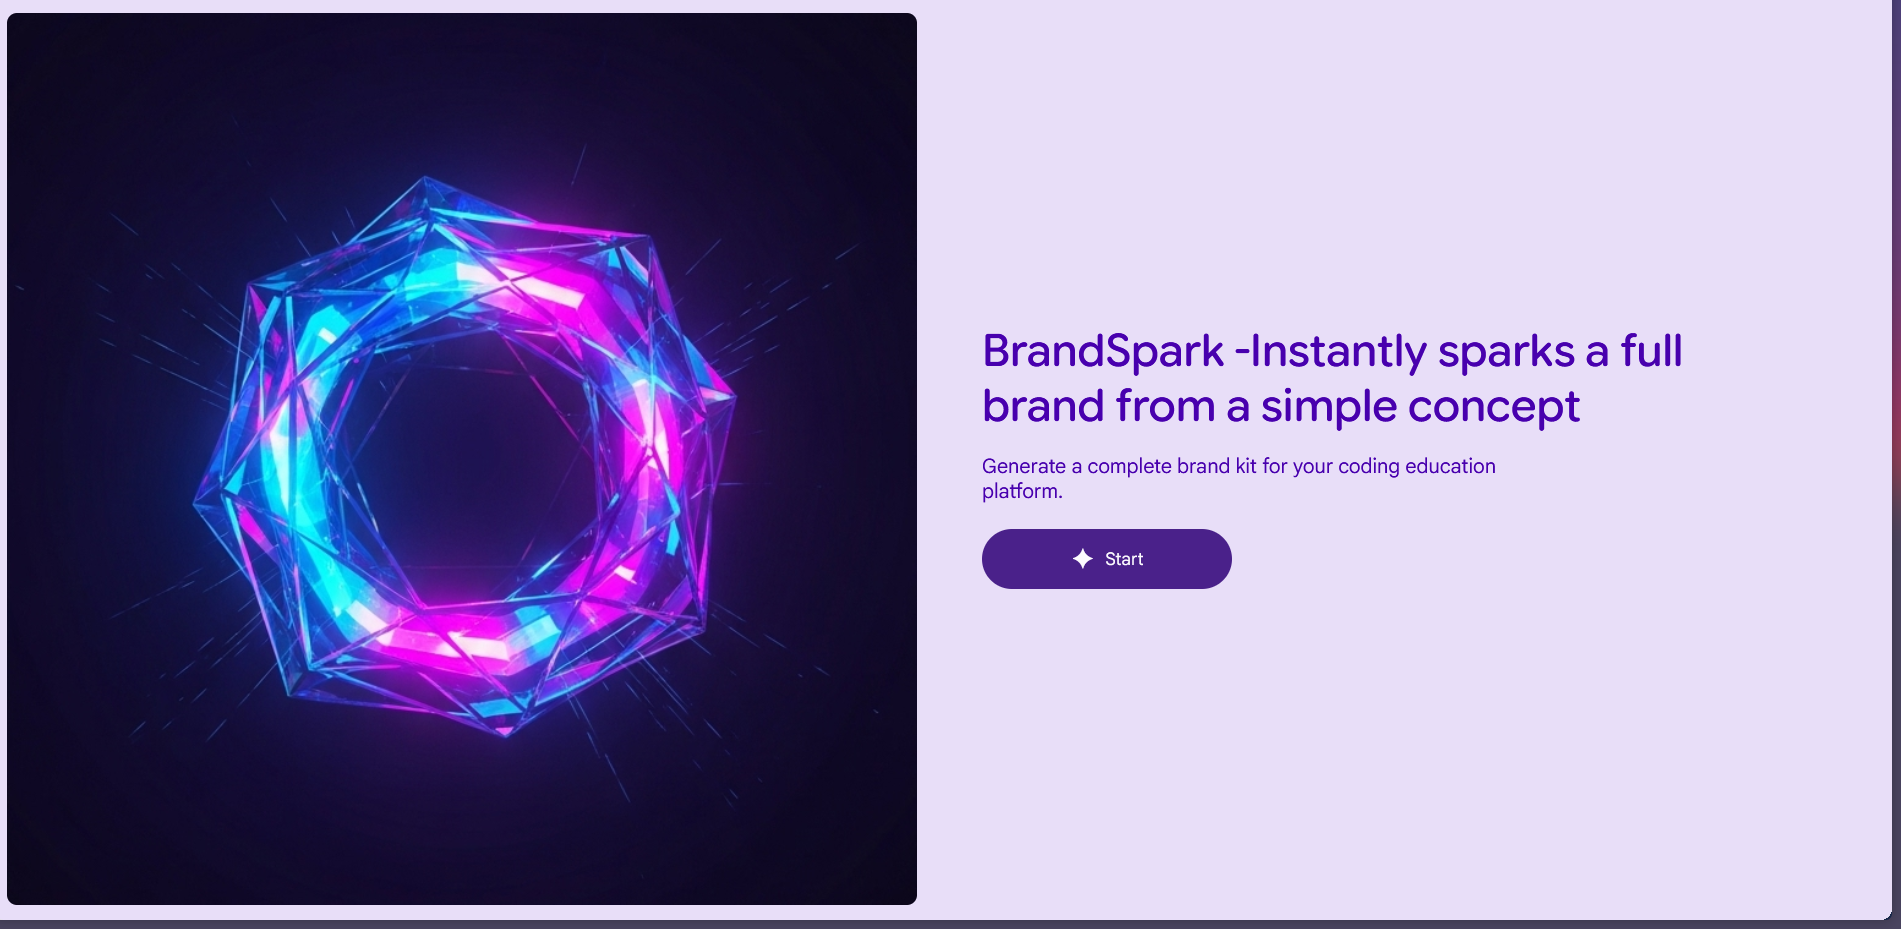 BrandSpark -Instantly sparks a full
brand from a simple concept
Generate a complete brand kit for your coding education
platform.
Start